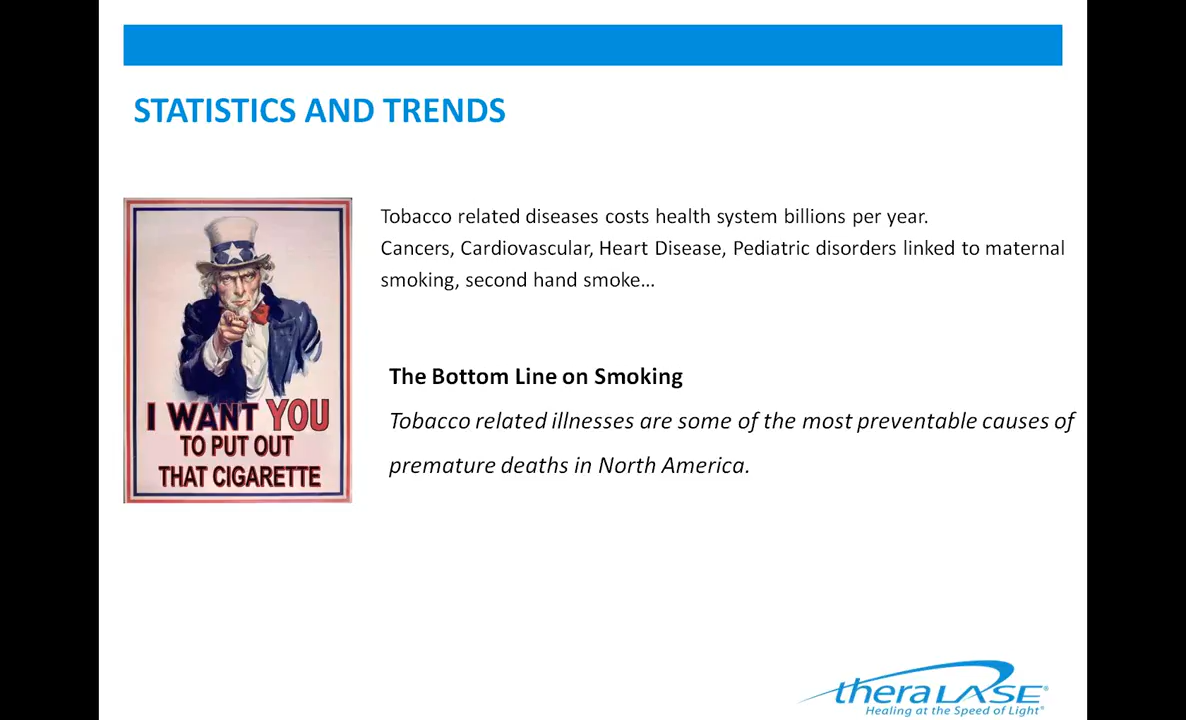 STATISTICS AND TRENDS
I WANT YOU
TO PUT OUT
THAT CIGARETTE
Tobacco related diseases costs health system billions per year.
Cancers, Cardiovascular, Heart Disease, Pediatric disorders linked to maternal
smoking, second hand smoke…
The Bottom Line on Smoking
Tobacco related illnesses are some of the most preventable causes of
premature deaths in North America.
theraLASE®
Healing at the Speed of Light®